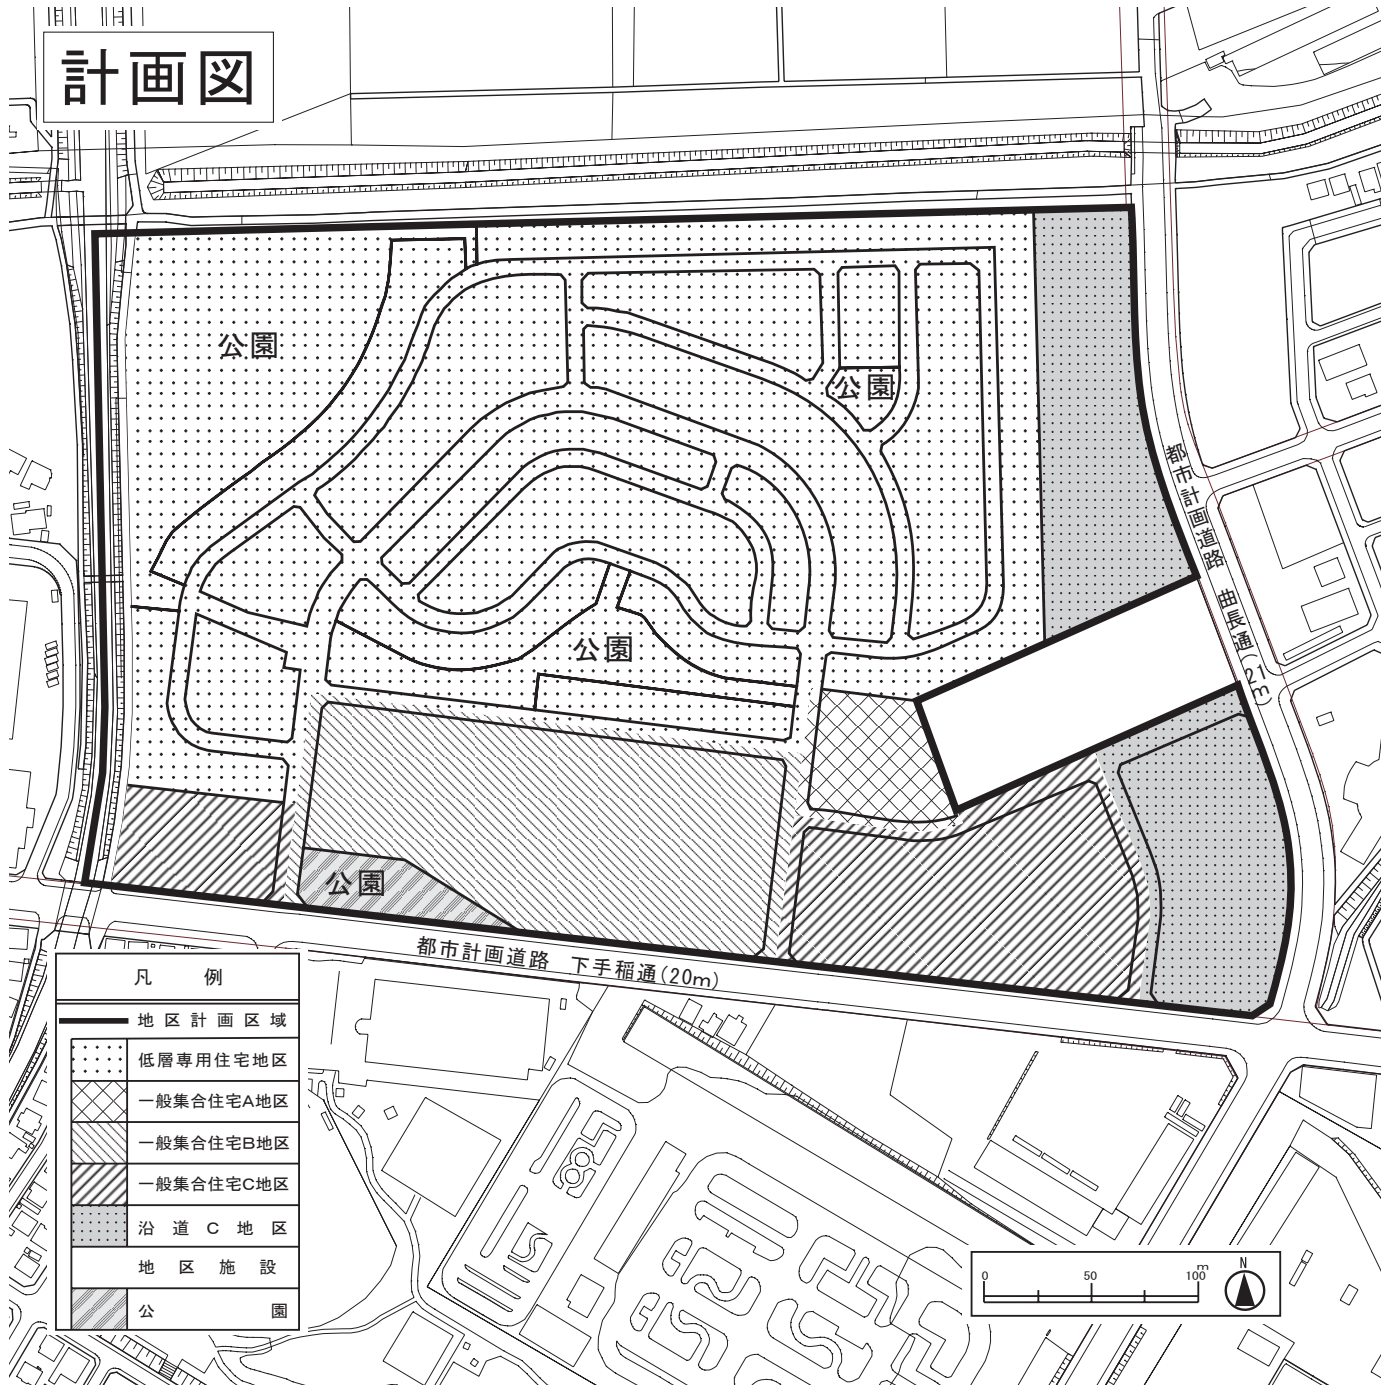 計画図
公園
公園
都市計画道路 曲長通(21m)
公園
公園
都市計画道路 下手稲通(20m)
凡例
地区計画区域
低層専用住宅地区
一般集合住宅A地区
一般集合住宅B地区
一般集合住宅C地区
沿道C地区
地区施設
公園
0 50 100 m
N